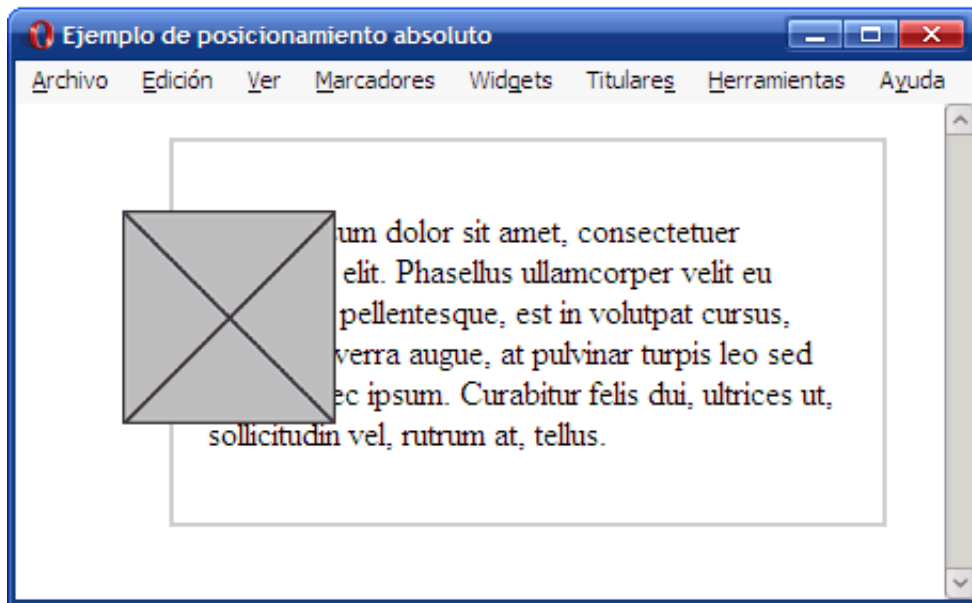 Ejemplo de posicionamiento absoluto
Archivo Edición Ver Marcadores Widgets Titulares Herramientas Ayuda
sum dolor sit amet, consectetuer
elit. Phasellus ullamcorper velit eu
pellentesque, est in volutpat cursus,
verra augue, at pulvinar turpis leo sed
ec ipsum. Curabitur felis dui, ultrices ut,
sollicitudin vel, rutrum at, tellus.